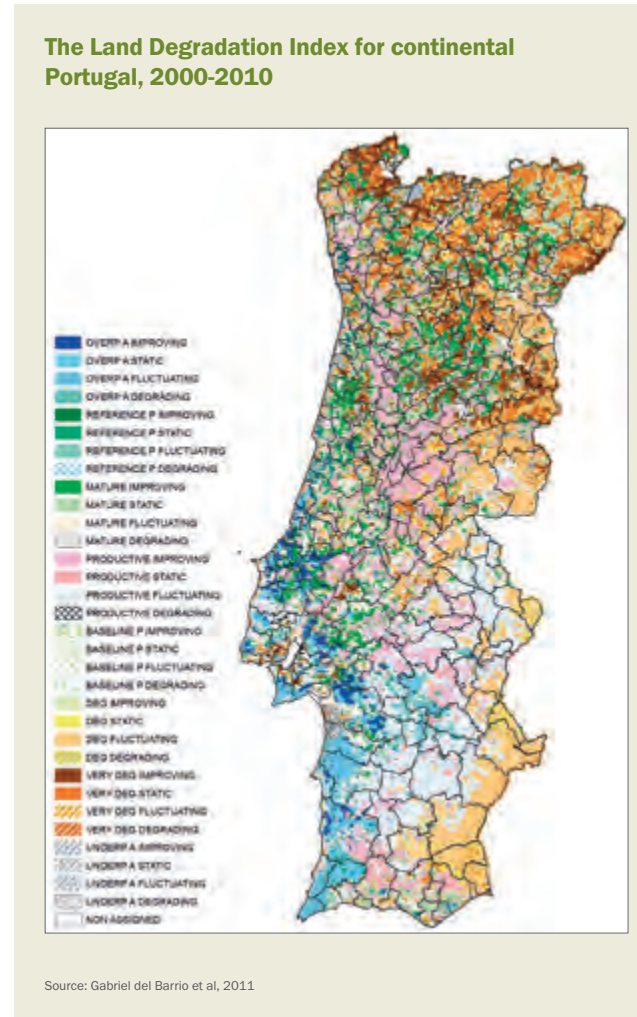 The Land Degradation Index for continental
Portugal, 2000-2010
OVERP A IMPROVING
OVERP A STATIC
OVERP A FLUCTUATING
OVERP A DEGRADING
REFERENCE P IMPROVING
REFERENCE P STATIC
REFERENCE P FLUCTUATING
REFERENCE P DEGRADING
MATURE IMPROVING
MATURE STATIC
MATURE FLUCTUATING
MATURE DEGRADING
PRODUCTIVE IMPROVING
PRODUCTIVE STATIC
PRODUCTIVE FLUCTUATING
PRODUCTIVE DEGRADING
BASELINE P IMPROVING
BASELINE P STATIC
BASELINE P FLUCTUATING
BASELINE P DEGRADING
DEG IMPROVING
DEG STATIC
DEG FLUCTUATING
DEG DEGRADING
VERY DEG IMPROVING
VERY DEG STATIC
VERY DEG FLUCTUATING
VERY DEG DEGRADING
UNDERP A IMPROVING
UNDERP A STATIC
UNDERP A FLUCTUATING
UNDERP A DEGRADING
NON ASSIGNED
Source: Gabriel del Barrio et al, 2011